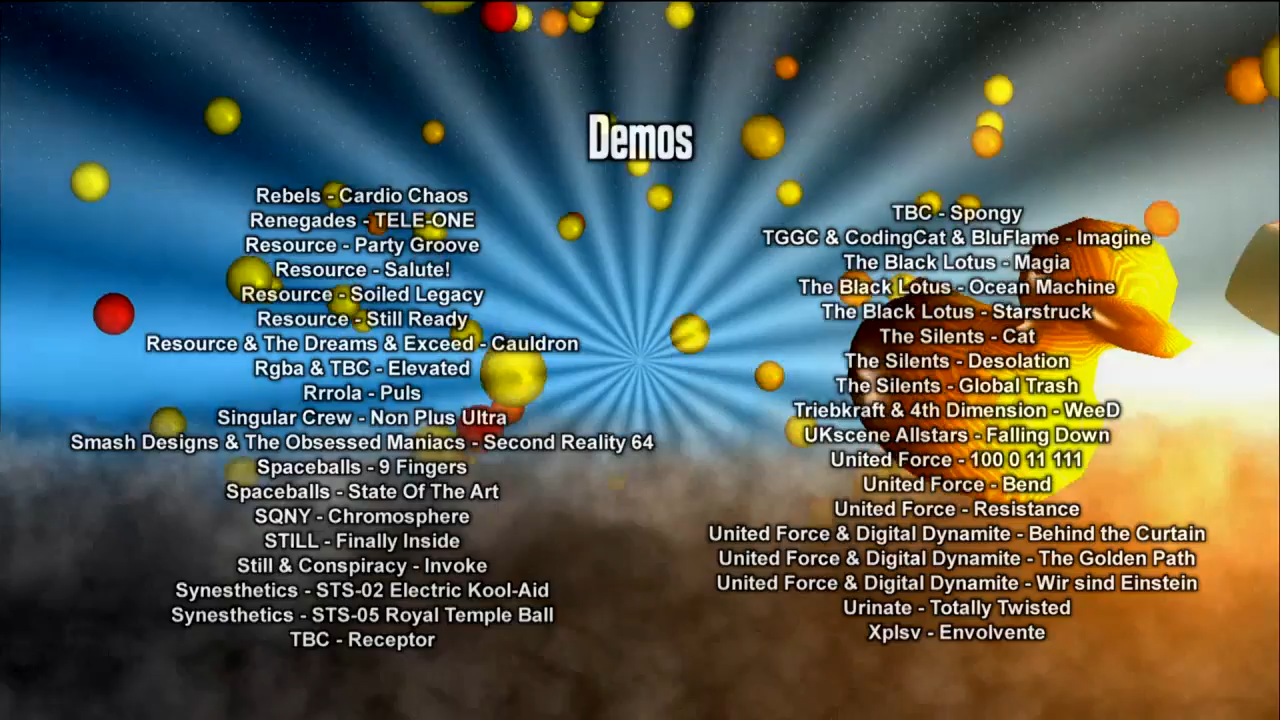 Demos
Rebels - Cardio Chaos
Renegades - TELE-ONE
Resource - Party Groove
Resource - Salute!
Resource - Soiled Legacy
Resource - Still Ready
Resource & The Dreams & Exceed - Cauldron
Rgba & TBC - Elevated
Rrrola - Puls
Singular Crew - Non Plus Ultra
Smash Designs & The Obsessed Maniacs - Second Reality 64
Spaceballs - 9 Fingers
Spaceballs - State Of The Art
SQNY - Chromosphere
STILL - Finally Inside
Still & Conspiracy - Invoke
Synesthetics - STS-02 Electric Kool-Aid
Synesthetics - STS-05 Royal Temple Ball
TBC - Receptor
TBC - Spongy
TGGC & CodingCat & BluFlame - Imagine
The Black Lotus - Magia
The Black Lotus - Ocean Machine
The Black Lotus - Starstruck
The Silents - Cat
The Silents - Desolation
The Silents - Global Trash
Triebkraft & 4th Dimension - WeeD
UKscene Allstars - Falling Down
United Force - 100 0 11 111
United Force - Bend
United Force - Resistance
United Force & Digital Dynamite - Behind the Curtain
United Force & Digital Dynamite - The Golden Path
United Force & Digital Dynamite - Wir sind Einstein
Urinate - Totally Twisted
Xplsv - Envolvente